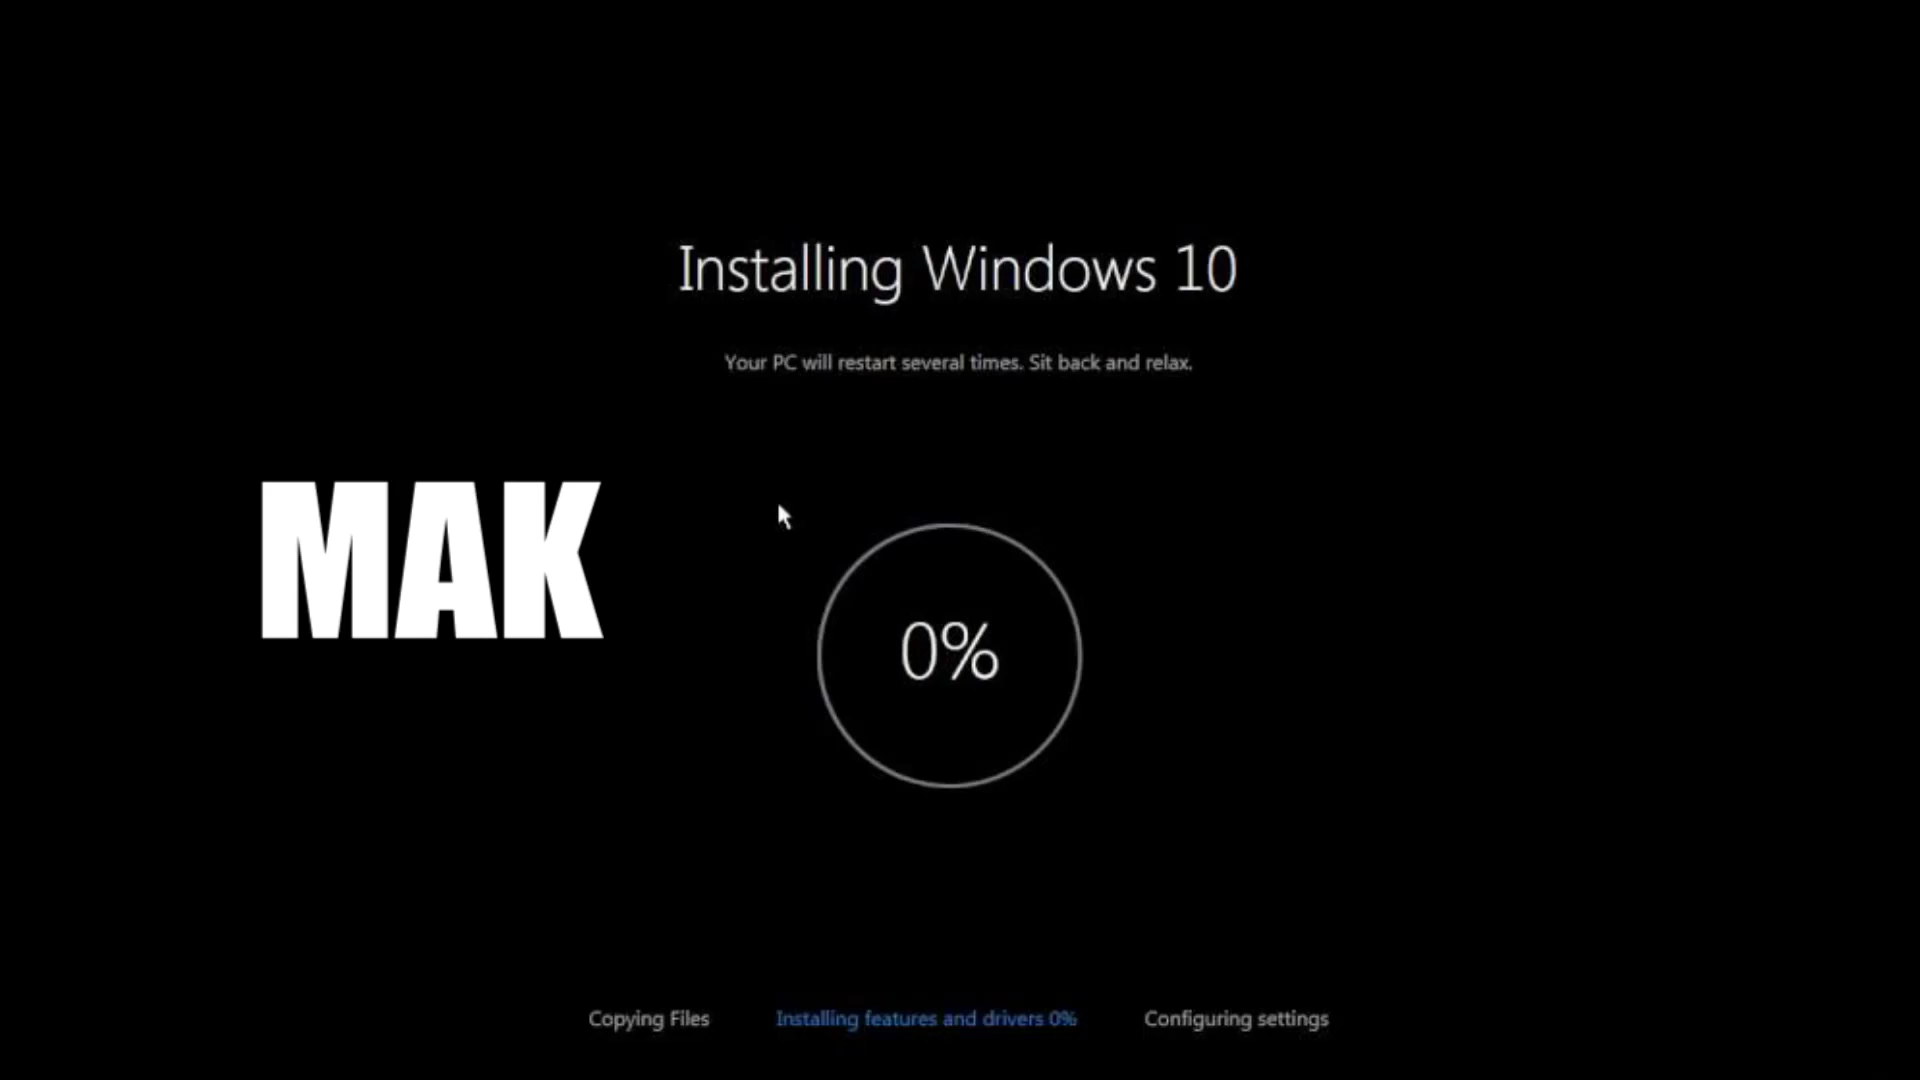 Installing Windows 10
Your PC will restart several times. Sit back and relax.
MAK
0%
Copying Files
Installing features and drivers 0%
Configuring settings